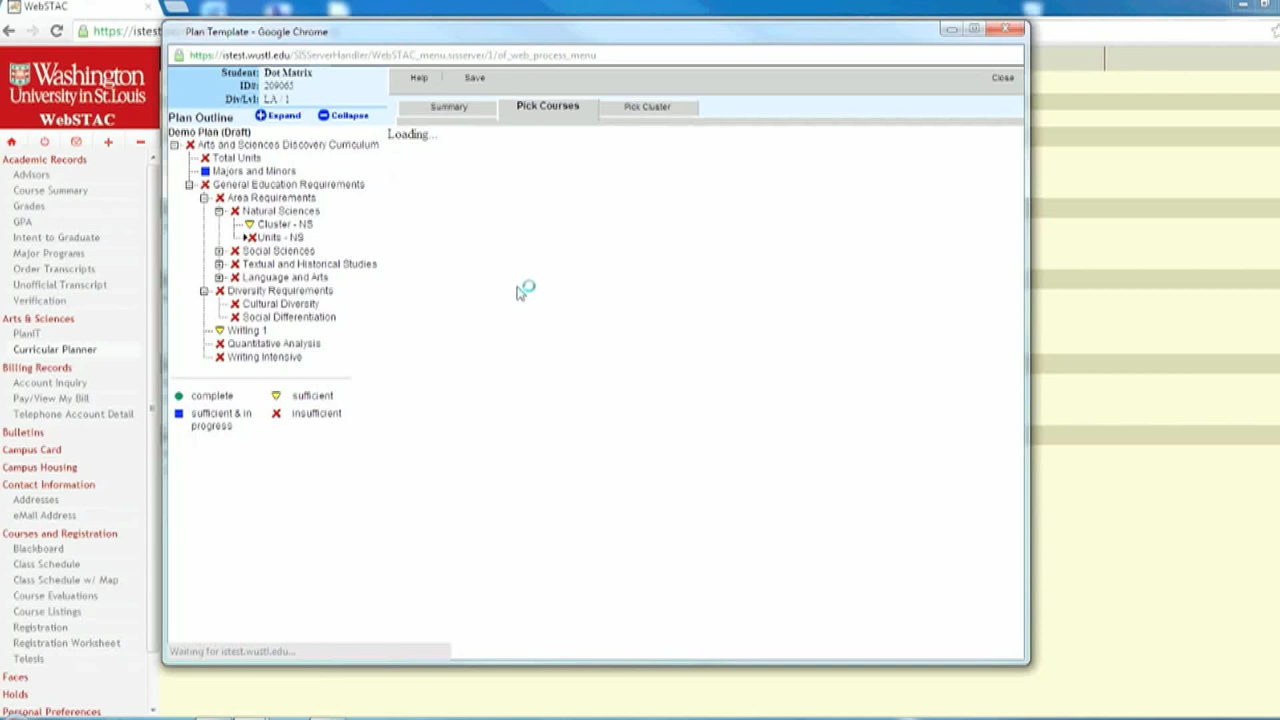 WebSTAC
Plan Template - Google Chrome
https://istest
https://istest.wustl.edu/SISServerHandler/WebSTAC_menu.sisserver/1/of_web_process_menu
Washington
University in St.Louis
WebSTAC
Student: Dot Matrix
ID#: 209065
Div/Lvl: LA / 1
Help
Save
Close
Summary
Pick Courses
Pick Cluster
Plan Outline
Expand
Collapse
Demo Plan (Draft)
Loading...
Arts and Sciences Discovery Curriculum
Total Units
Majors and Minors
General Education Requirements
Area Requirements
Natural Sciences
Cluster - NS
Units - NS
Social Sciences
Textual and Historical Studies
Language and Arts
Diversity Requirements
Cultural Diversity
Social Differentiation
Writing 1
Quantitative Analysis
Writing Intensive
complete
sufficient
sufficient & in
progress
insufficient
Waiting for istest.wustl.edu...
Academic Records
Advisors
Course Summary
Grades
GPA
Intent to Graduate
Major Programs
Order Transcripts
Unofficial Transcript
Verification
Arts & Sciences
PlanIT
Curricular Planner
Billing Records
Account Inquiry
Pay/View My Bill
Telephone Account Detail
Bulletins
Campus Card
Campus Housing
Contact Information
Addresses
eMail Address
Courses and Registration
Blackboard
Class Schedule
Class Schedule w/ Map
Course Evaluations
Course Listings
Registration
Registration Worksheet
Telesis
Faces
Holds
Personal Preferences